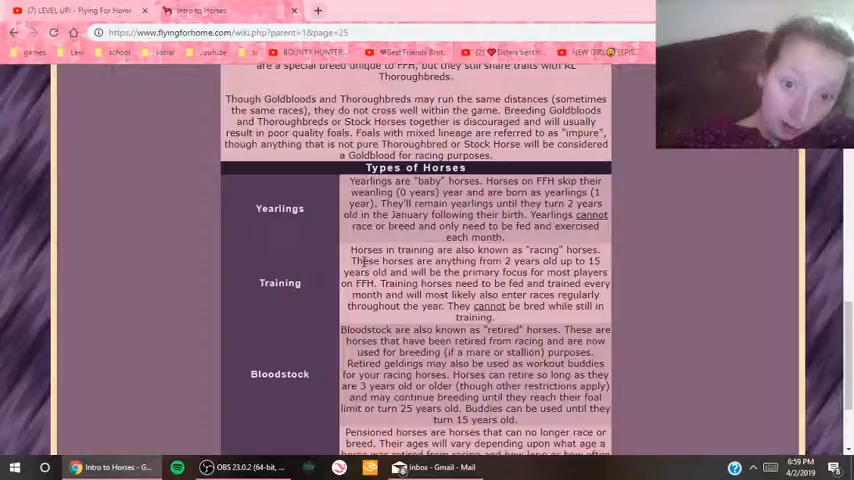 (7) LEVEL UP! - Flying For Home
Intro to Horses
https://www.flyingforhome.com/wiki.php?parent=1&page=25
games
school
youtube
BOUNTY HUNTER...
Best Friends Brot...
(2) Sisters best h...
NEW GIRL (EPIS...
are a special breed unique to FFH, but they still share traits with RL
Thoroughbreds.
Though Goldbloods and Thoroughbreds may run the same distances (sometimes
the same races), they do not cross well within the game. Breeding Goldbloods
and Thoroughbreds or Stock Horses together is discouraged and will usually
result in poor quality foals. Foals with mixed lineage are referred to as "impure",
though anything that is not pure Thoroughbred or Stock Horse will be considered
a Goldblood for racing purposes.
Types of Horses
Yearlings
Yearlings are "baby" horses. Horses on FFH skip their
weanling (0 years) year and are born as yearlings (1
year). They'll remain yearlings until they turn 2 years
old in the January following their birth. Yearlings cannot
race or breed and only need to be fed and exercised
each month.
Training
Horses in training are also known as "racing" horses.
These horses are anything from 2 years old up to 15
years old and will be the primary focus for most players
on FFH. Training horses need to be fed and trained every
month and will most likely also enter races regularly
throughout the year. They cannot be bred while still in
training.
Bloodstock
Bloodstock are also known as "retired" horses. These are
horses that have been retired from racing and are now
used for breeding (if a mare or stallion) purposes.
Retired geldings may also be used as workout buddies
for your racing horses. Horses can retire so long as they
are 3 years old or older (though other restrictions apply)
and may continue breeding until they reach their foal
limit or turn 25 years old. Buddies can be used until they
turn 15 years old.
Pensioned horses are horses that can no longer race or
breed. Their ages will vary depending upon what age a
Intro to Horses - G...
OBS 23.0.2 (64-bit, ...
Inbox - Gmail - Mail
6:59 PM
4/2/2019